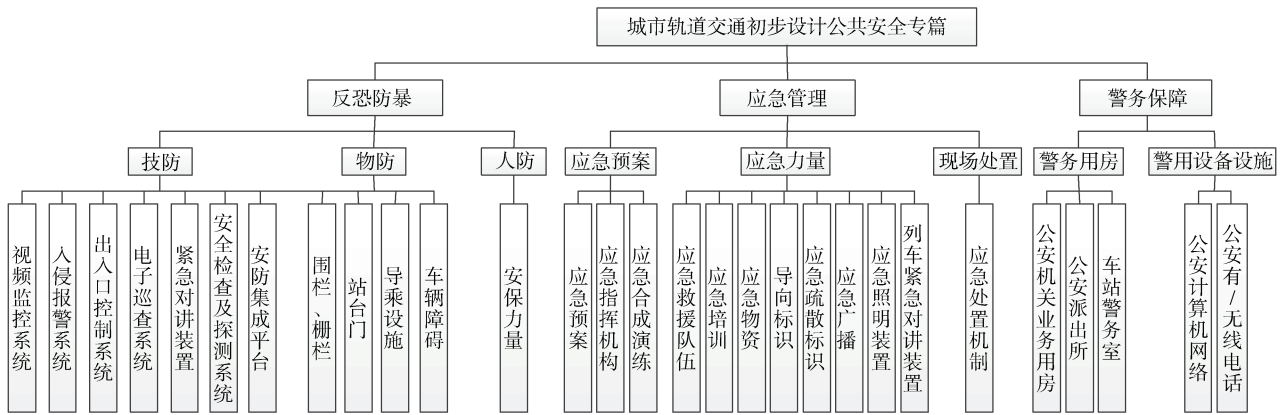 城市轨道交通初步设计公共安全专篇
反恐防暴
应急管理
警务保障
技防
物防
人防
应急预案
应急力量
现场处置
警务用房
警用设备设施
视频监控系统
入侵报警系统
出入口控制系统
电子巡查系统
紧急对讲装置
安全检查及探测系统
安防集成平台
围栏、栅栏
站台门
导乘设施
车辆障碍
安保力量
应急预案
应急指挥机构
应急合成演练
应急救援队伍
应急培训
应急物资
导向标识
应急疏散标识
应急广播
应急照明装置
列车紧急对讲装置
应急处置机制
公安机关业务用房
公安派出所
车站警务室
公安计算机网络
公安有/无线电话